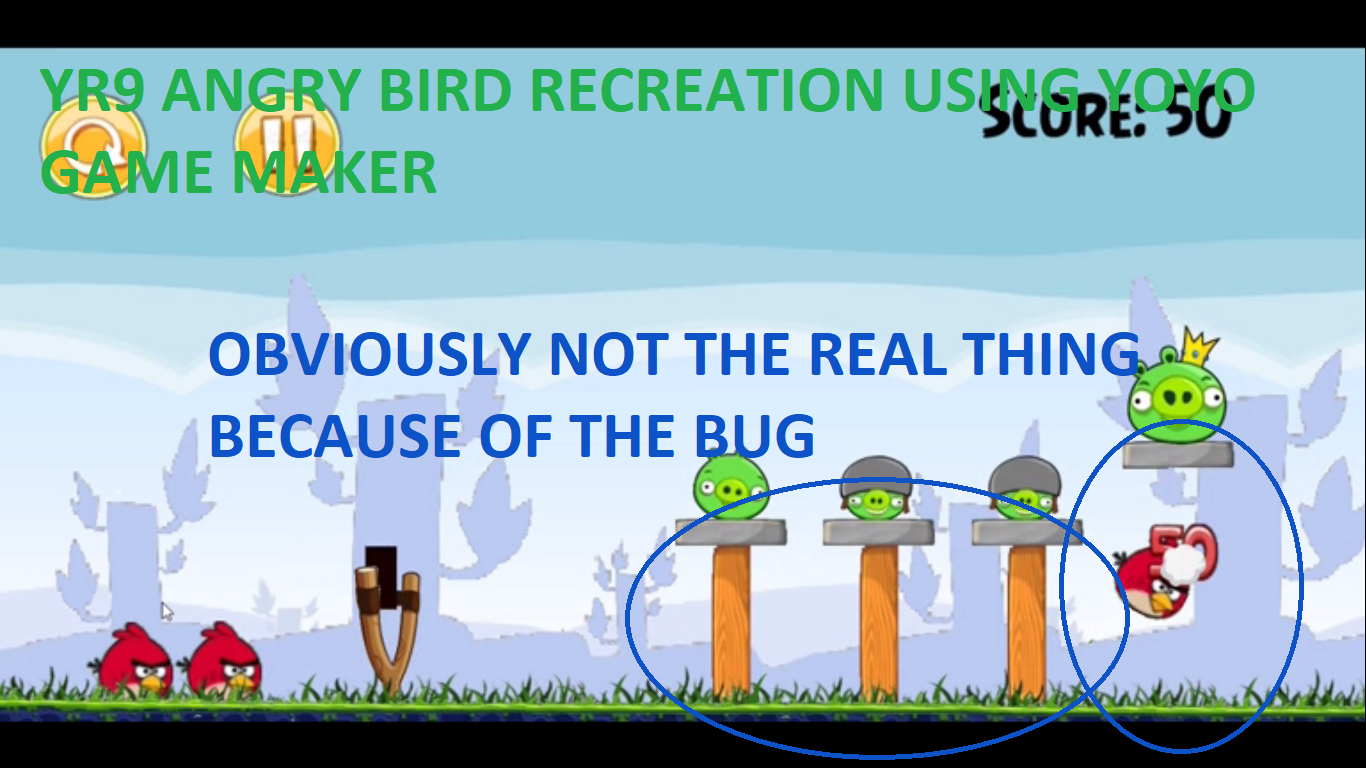 YR9 ANGRY BIRD RECREATION USING YOYO
GAME MAKER
SCORE: 50
OBVIOUSLY NOT THE REAL THING
BECAUSE OF THE BUG
50